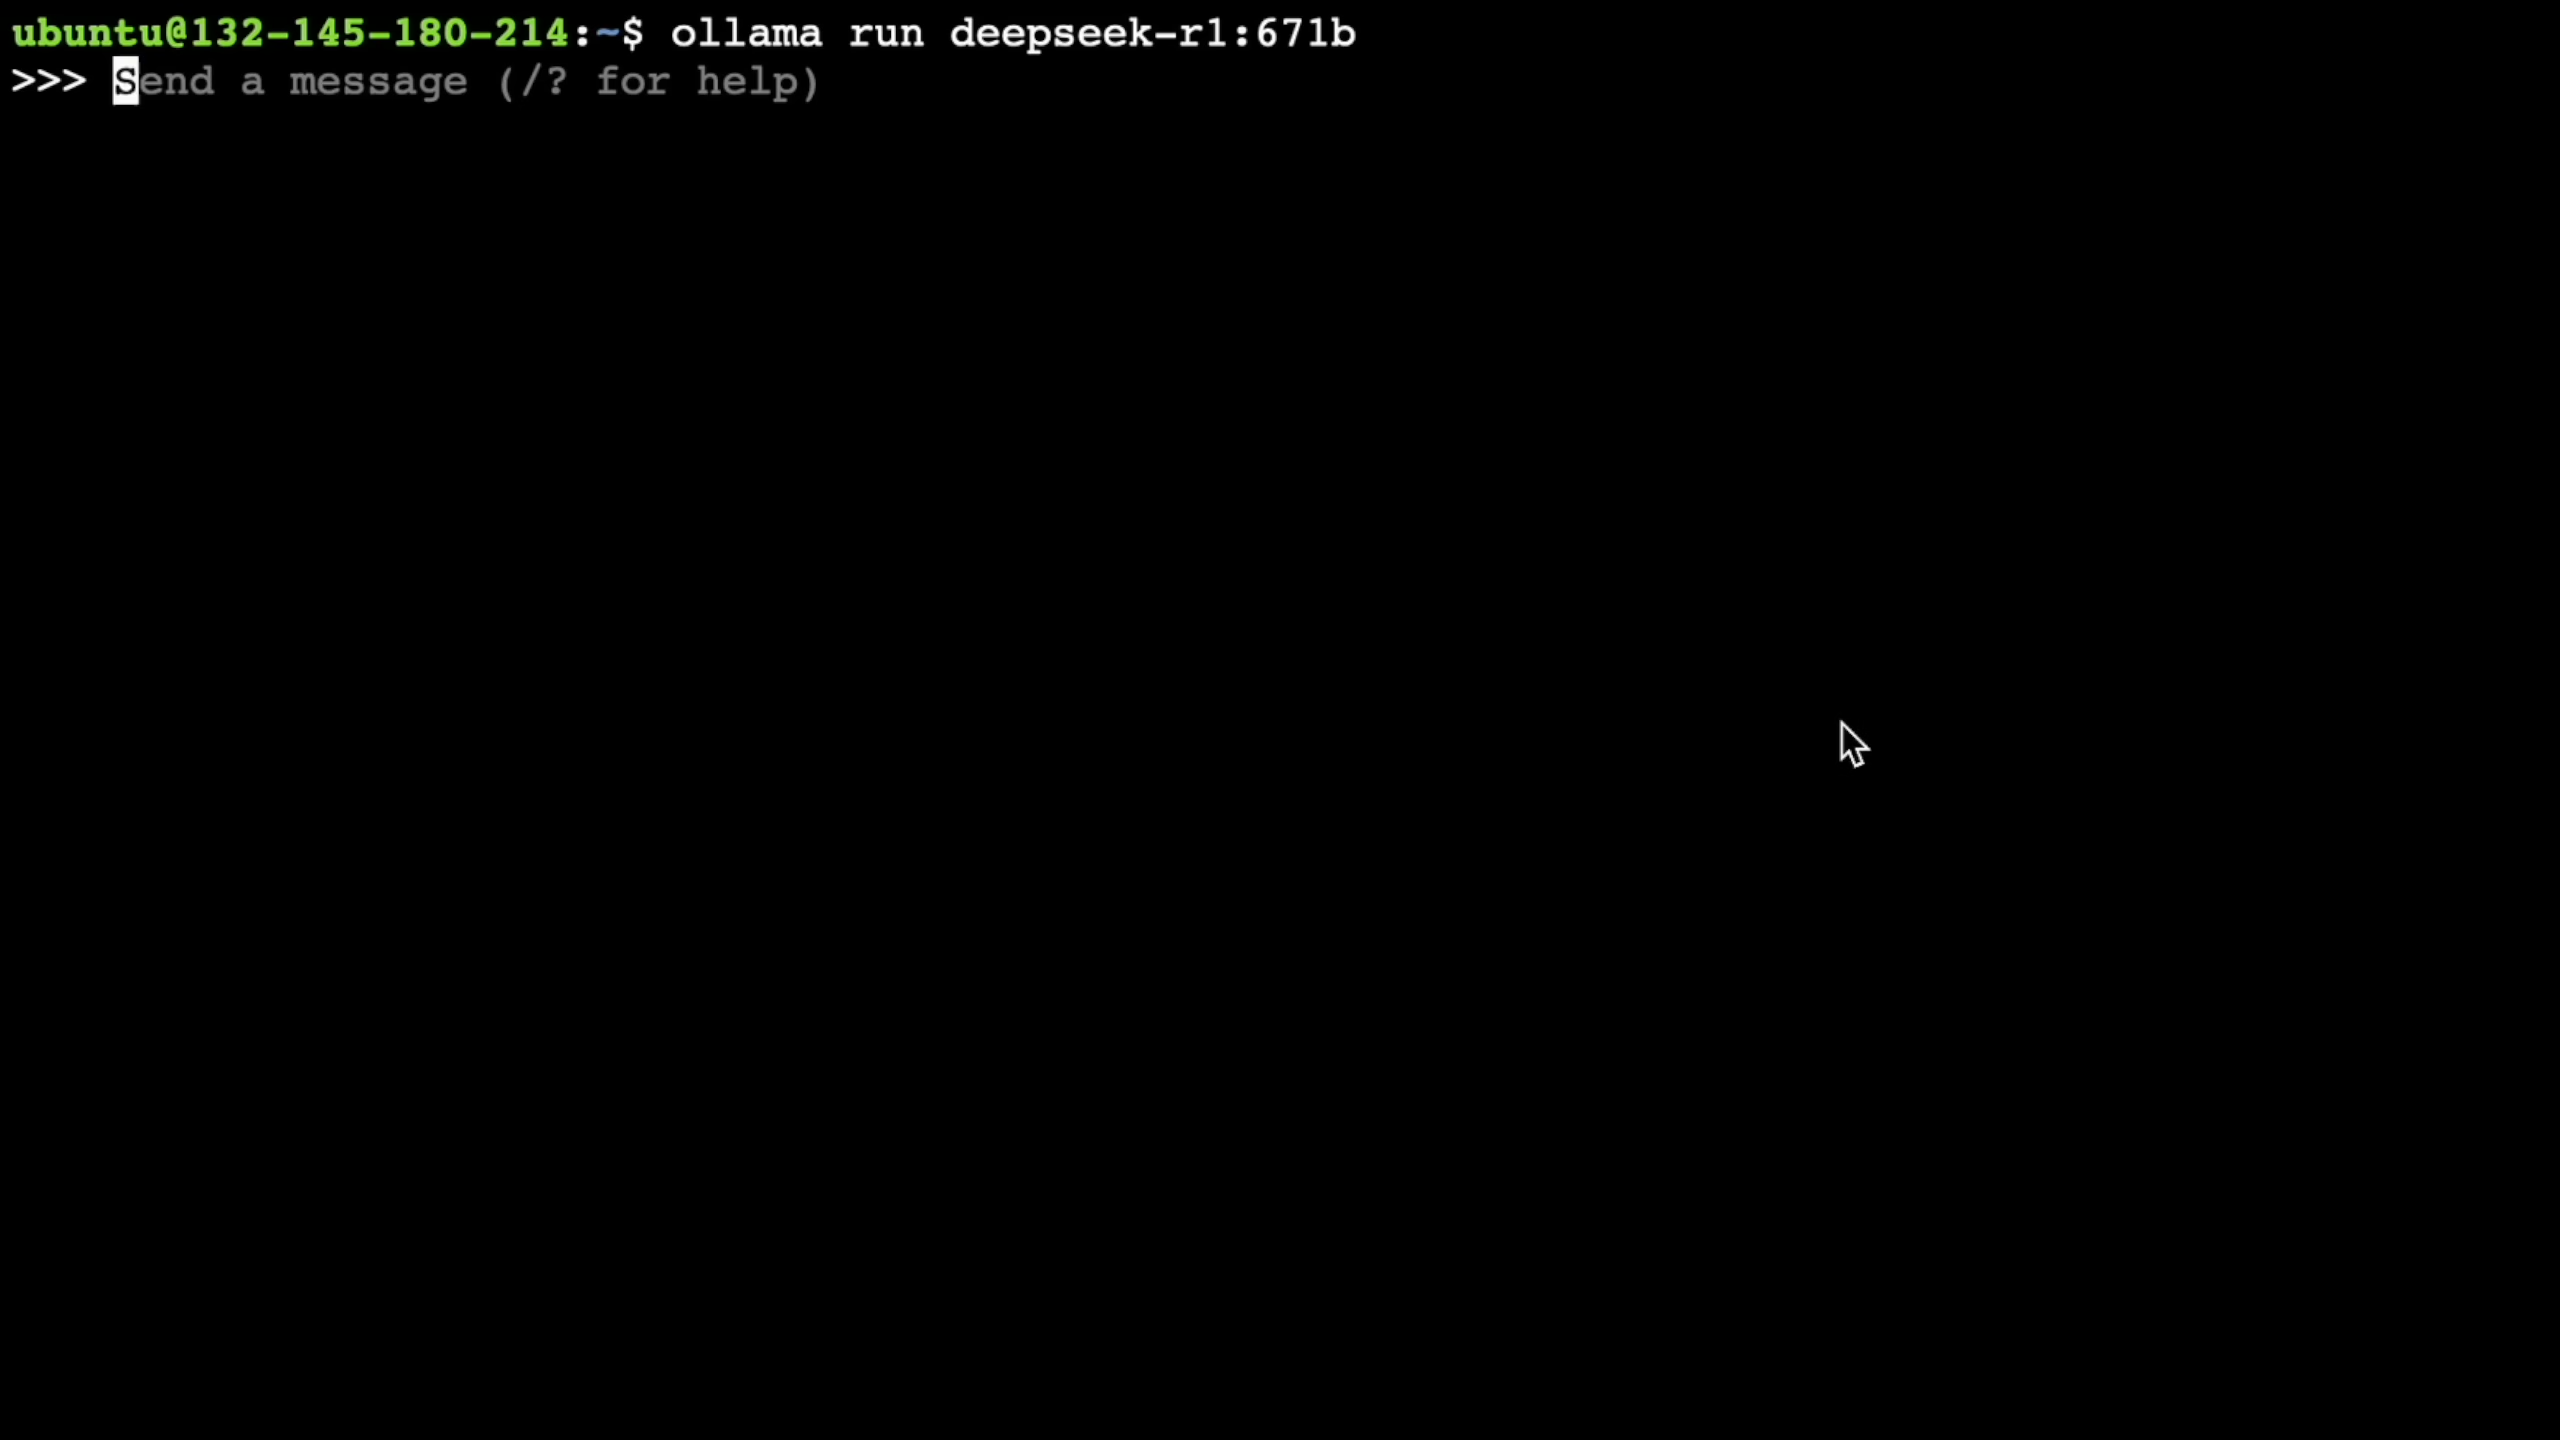 ubuntu@132-145-180-214:~$ ollama run deepseek-r1:671b
>>> Send a message (/? for help)